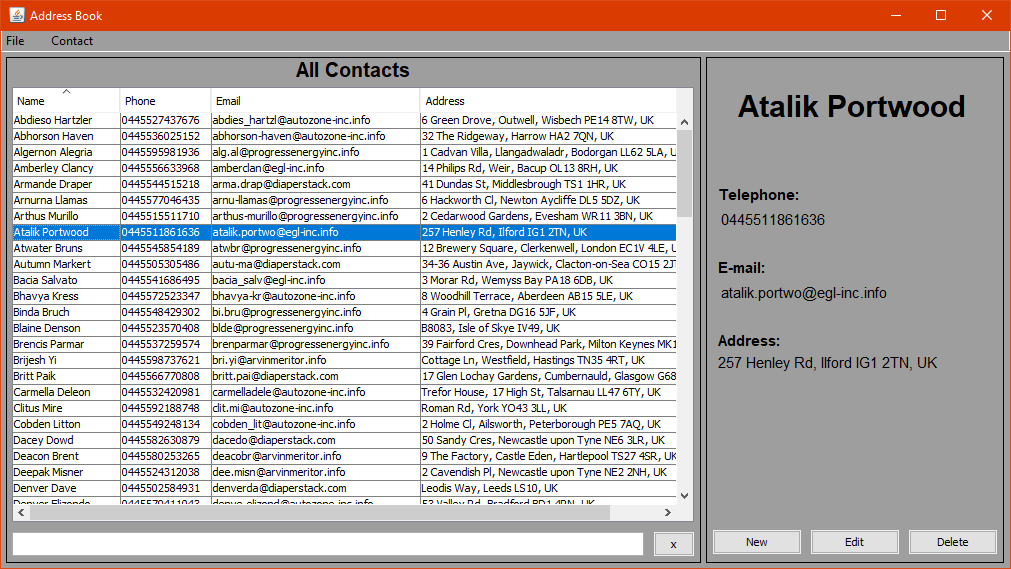 Address Book
File Contact
All Contacts
Name Phone Email Address
Abdieso Hartzler 0445527437676 abdies_hartzl@autozone-inc.info 6 Green Drove, Outwell, Wisbech PE14 8TW, UK
Abhorson Haven 0445536025152 abhorson-haven@autozone-inc.info 32 The Ridgeway, Harrow HA2 7QN, UK
Algernon Alegria 0445595981936 alg.al@progressenergyinc.info 1 Cadvan Villa, Llangadwaladr, Bodorgan LL62 5LA, U
Amberley Clancy 0445556633968 amberclan@egl-inc.info 14 Philips Rd, Weir, Bacup OL13 8RH, UK
Armande Draper 0445544515218 arma.drap@diaperstack.com 41 Dundas St, Middlesbrough TS1 1HR, UK
Arnurna Llamas 0445577046435 arnu-llamas@progressenergyinc.info 6 Hackworth Cl, Newton Aycliffe DL5 5DZ, UK
Arthus Murillo 0445515511710 arthus-murillo@progressenergyinc.info 2 Cedarwood Gardens, Evesham WR11 3BN, UK
Atalik Portwood 0445511861636 atalik.portwo@egl-inc.info 257 Henley Rd, Ilford IG1 2TN, UK
Atwater Bruns 0445545854189 atwbr@progressenergyinc.info 12 Brewery Square, Clerkenwell, London EC1V 4LE, U
Autumn Markert 0445505305486 autu-ma@diaperstack.com 34-36 Austin Ave, Jaywick, Clacton-on-Sea CO15 2JT
Bacia Salvato 0445541686495 bacia_salv@egl-inc.info 3 Morar Rd, Wemyss Bay PA18 6DB, UK
Bhavya Kress 0445572523347 bhavya-kr@autozone-inc.info 8 Woodhill Terrace, Aberdeen AB15 5LE, UK
Binda Bruch 0445548429302 bi.bru@progressenergyinc.info 4 Grain Pl, Gretna DG16 5JF, UK
Blaine Denson 0445523570408 blde@progressenergyinc.info B8083, Isle of Skye IV49, UK
Brencis Parmar 0445537259574 brenparmar@progressenergyinc.info 39 Fairford Cres, Downhead Park, Milton Keynes MK1
Brijesh Yi 0445598737621 bri.yi@arvinmeritor.info Cottage Ln, Westfield, Hastings TN35 4RT, UK
Britt Paik 0445566770808 britt.pai@diaperstack.com 17 Glen Lochay Gardens, Cumbernauld, Glasgow G68
Carmella Deleon 0445532420981 carmelladele@autozone-inc.info Trefor House, 17 High St, Talsarnau LL47 6TY, UK
Clitus Mire 0445592188748 clit.mi@autozone-inc.info Roman Rd, York YO43 3LL, UK
Cobden Litton 0445549248134 cobden_lit@autozone-inc.info 2 Holme Cl, Ailsworth, Peterborough PE5 7AQ, UK
Dacey Dowd 0445582630879 dacedo@diaperstack.com 50 Sandy Cres, Newcastle upon Tyne NE6 3LR, UK
Deacon Brent 0445580253265 deacobr@arvinmeritor.info 9 The Factory, Castle Eden, Hartlepool TS27 4SR, UK
Deepak Misner 0445524312038 dee.misn@arvinmeritor.info 2 Cavendish Pl, Newcastle upon Tyne NE2 2NH, UK
Denver Dave 0445502584931 denverda@diaperstack.com Leodis Way, Leeds LS10, UK
Denver Elizondo 0445570411043 denve_elizond@autozone-inc.info 53 Valley Rd, Bradford BD1 4RN, UK
x
Atalik Portwood
Telephone:
0445511861636
E-mail:
atalik.portwo@egl-inc.info
Address:
257 Henley Rd, Ilford IG1 2TN, UK
New Edit Delete